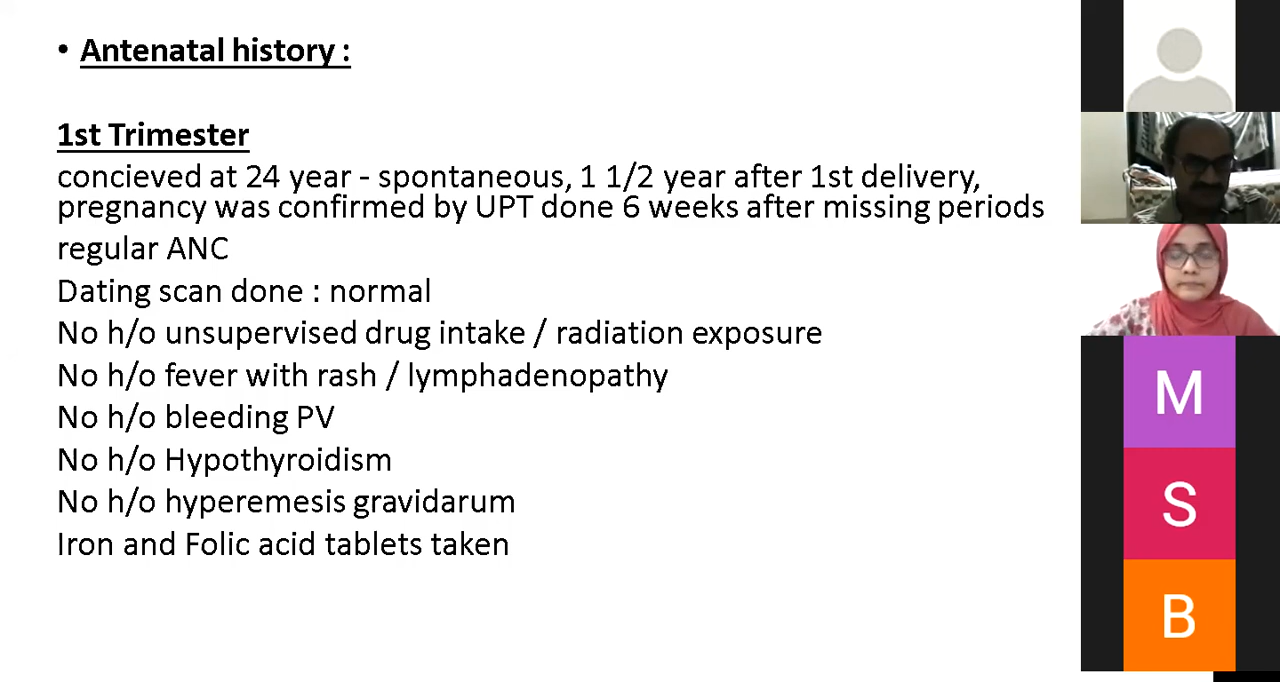 • Antenatal history :
1st Trimester
concieved at 24 year - spontaneous, 1 1/2 year after 1st delivery,
pregnancy was confirmed by UPT done 6 weeks after missing periods
regular ANC
Dating scan done : normal
No h/o unsupervised drug intake / radiation exposure
No h/o fever with rash / lymphadenopathy
No h/o bleeding PV
No h/o Hypothyroidism
No h/o hyperemesis gravidarum
Iron and Folic acid tablets taken
M
S
B